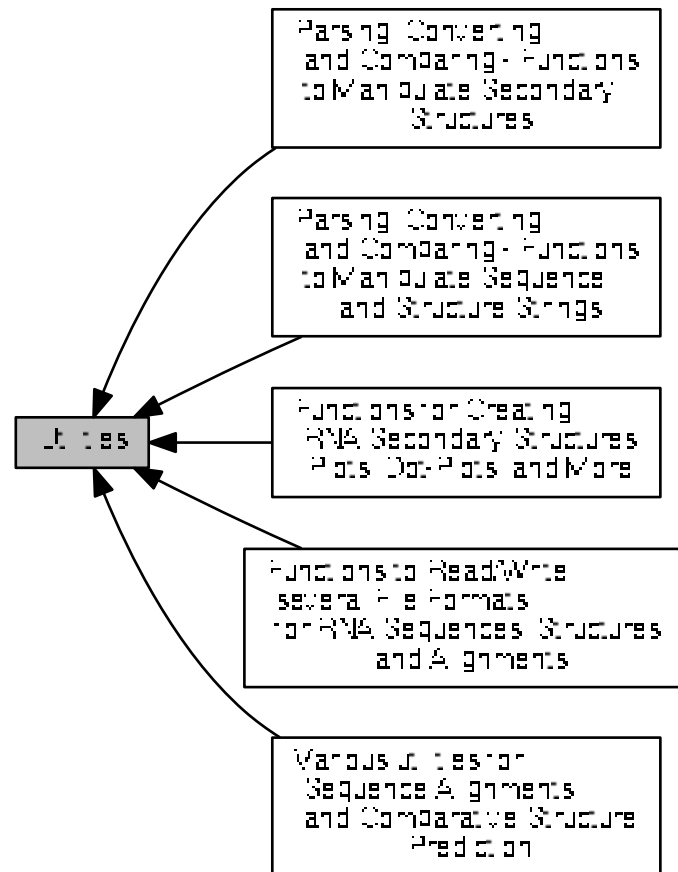 Parsing, Converting
and Comparing - Functions
to Manipulate Secondary
Structures
Parsing, Converting
and Comparing - Functions
to Manipulate Sequence
and Structure Strings
Utilities
Functions for Creating
RNA Secondary Structures
Plots, Dot-Plots, and More
Functions to Read/Write
several File Formats
for RNA Sequences, Structures
and Alignments
Various utilities for
Sequence Alignments
and Comparative Structure
Prediction